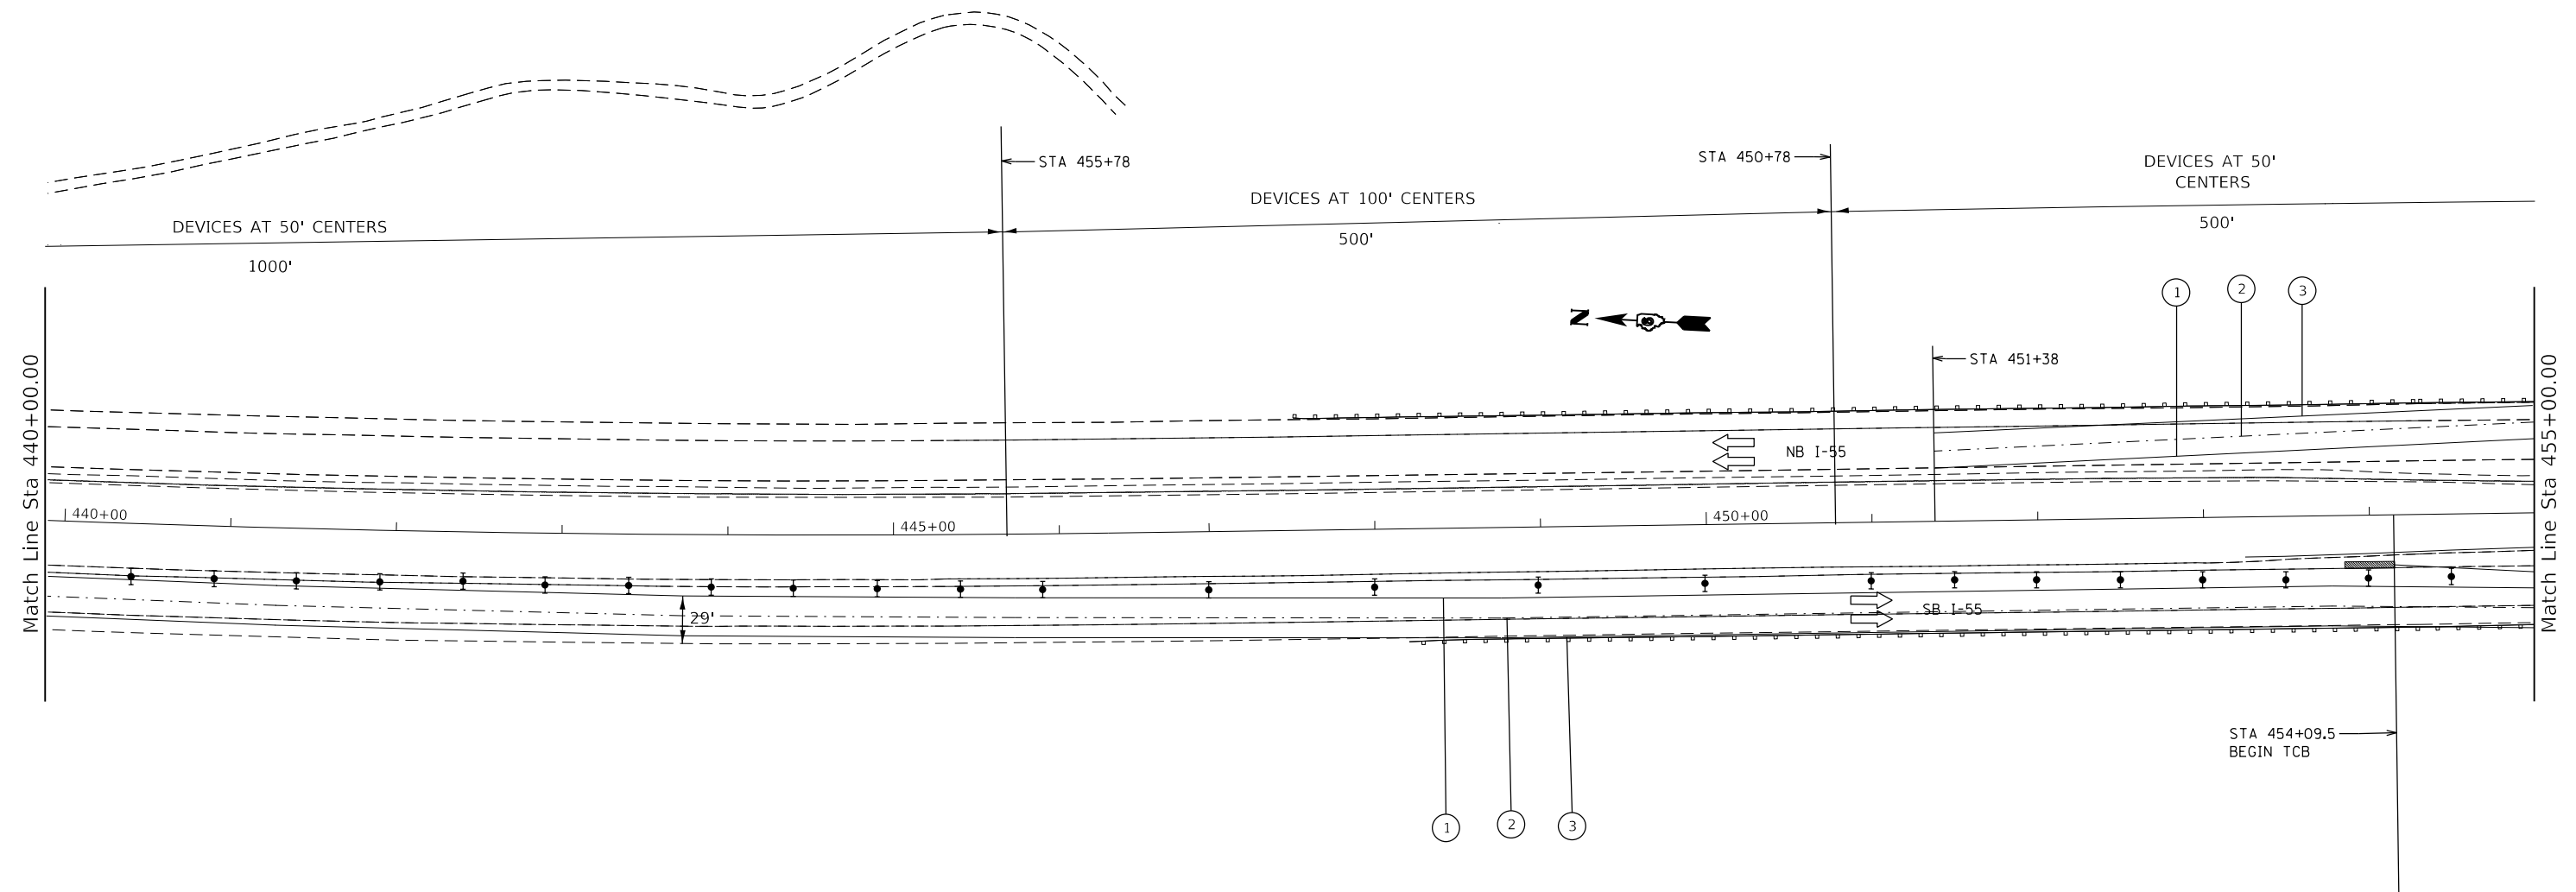 STA 455+78
STA 450+78
DEVICES AT 50'
CENTERS
DEVICES AT 100' CENTERS
DEVICES AT 50' CENTERS
500'
500'
1000'
1
2
3
N
STA 451+38
Match Line Sta 440+00.00
Match Line Sta 455+00.00
NB I-55
440+00
445+00
450+00
29'
SB I-55
STA 454+09.5
BEGIN TCB
1
2
3